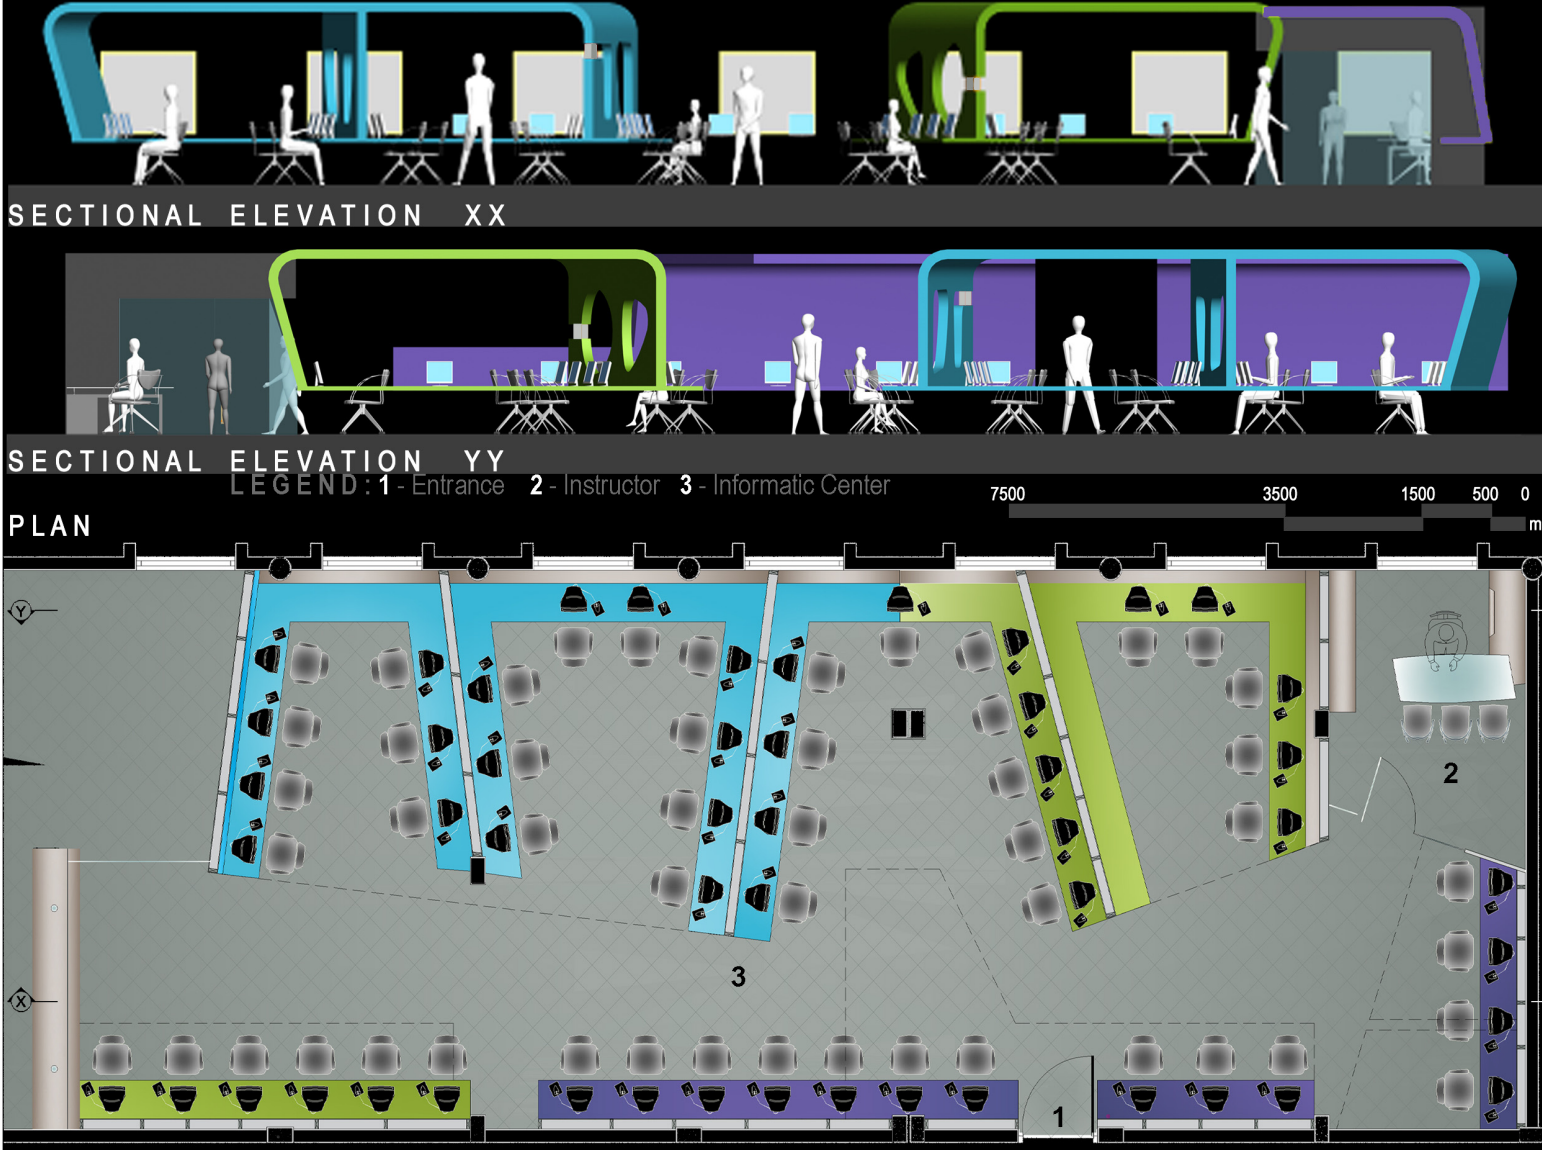 SECTIONAL ELEVATION XX
SECTIONAL ELEVATION YY
LEGEND: 1 - Entrance 2 - Instructor 3 - Informatic Center
7500 3500 1500 500 0
m
PLAN
Y
2
3
X
1